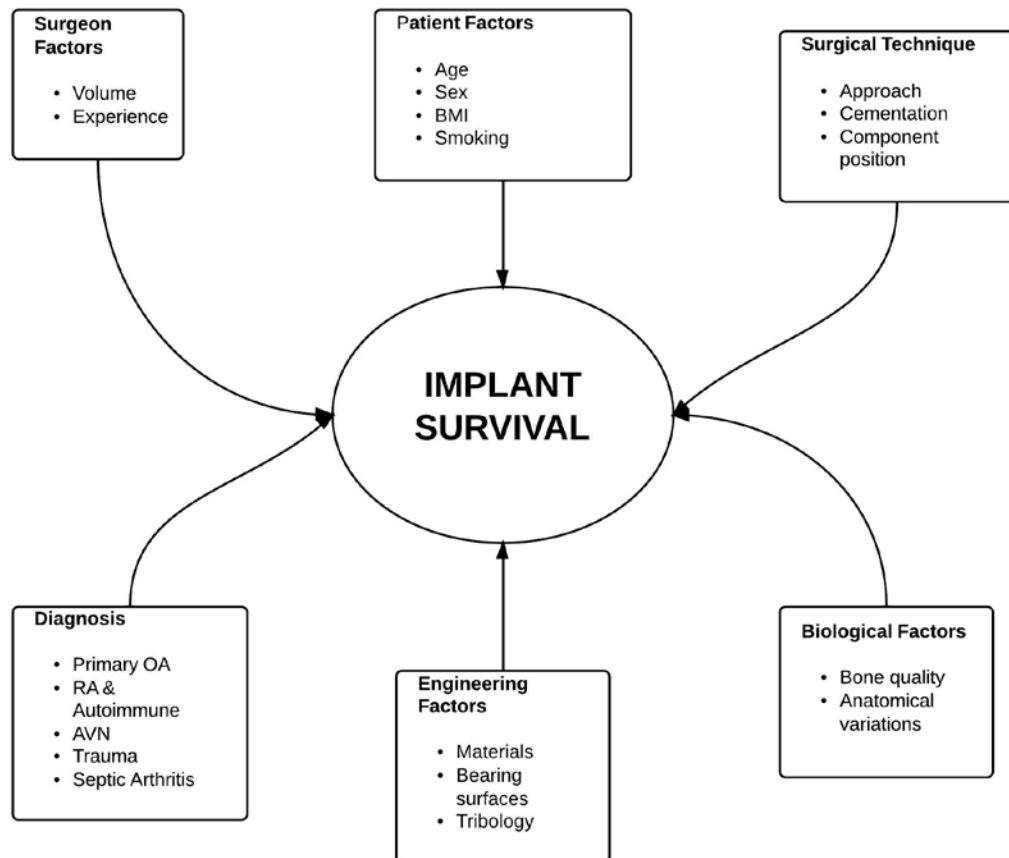 Surgeon
Factors
• Volume
• Experience
Patient Factors
• Age
• Sex
• BMI
• Smoking
Surgical Technique
• Approach
• Cementation
• Component
position
IMPLANT
SURVIVAL
Diagnosis
• Primary OA
• RA &
Autoimmune
• AVN
• Trauma
• Septic Arthritis
Engineering
Factors
• Materials
• Bearing
surfaces
• Tribology
Biological Factors
• Bone quality
• Anatomical
variations